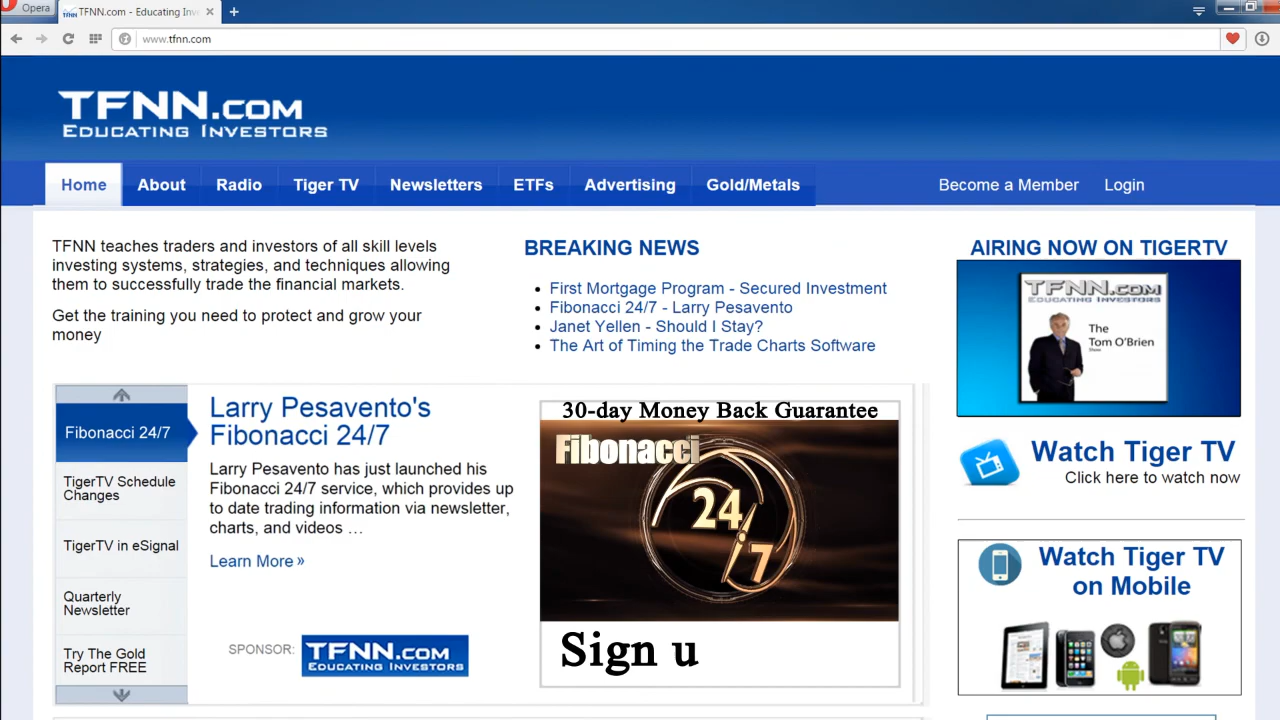 Opera
TFNN.com - Educating Inv
www.tfnn.com
TFNN.COM
EDUCATING INVESTORS
Home
About
Radio
Tiger TV
Newsletters
ETFs
Advertising
Gold/Metals
Become a Member
Login
TFNN teaches traders and investors of all skill levels
investing systems, strategies, and techniques allowing
them to successfully trade the financial markets.
Get the training you need to protect and grow your
money
BREAKING NEWS
First Mortgage Program - Secured Investment
Fibonacci 24/7 - Larry Pesavento
Janet Yellen - Should I Stay?
The Art of Timing the Trade Charts Software
AIRING NOW ON TIGERTV
TFNN.COM
EDUCATING INVESTORS
The
Tom O'Brien
Show
Watch Tiger TV
Click here to watch now
Watch Tiger TV
on Mobile
Fibonacci 24/7
TigerTV Schedule
Changes
TigerTV in eSignal
Quarterly
Newsletter
Try The Gold
Report FREE
Larry Pesavento's
Fibonacci 24/7
Larry Pesavento has just launched his
Fibonacci 24/7 service, which provides up
to date trading information via newsletter,
charts, and videos …
Learn More »
SPONSOR:
TFNN.COM
EDUCATING INVESTORS
30-day Money Back Guarantee
Fibonacci
24
7
Sign u